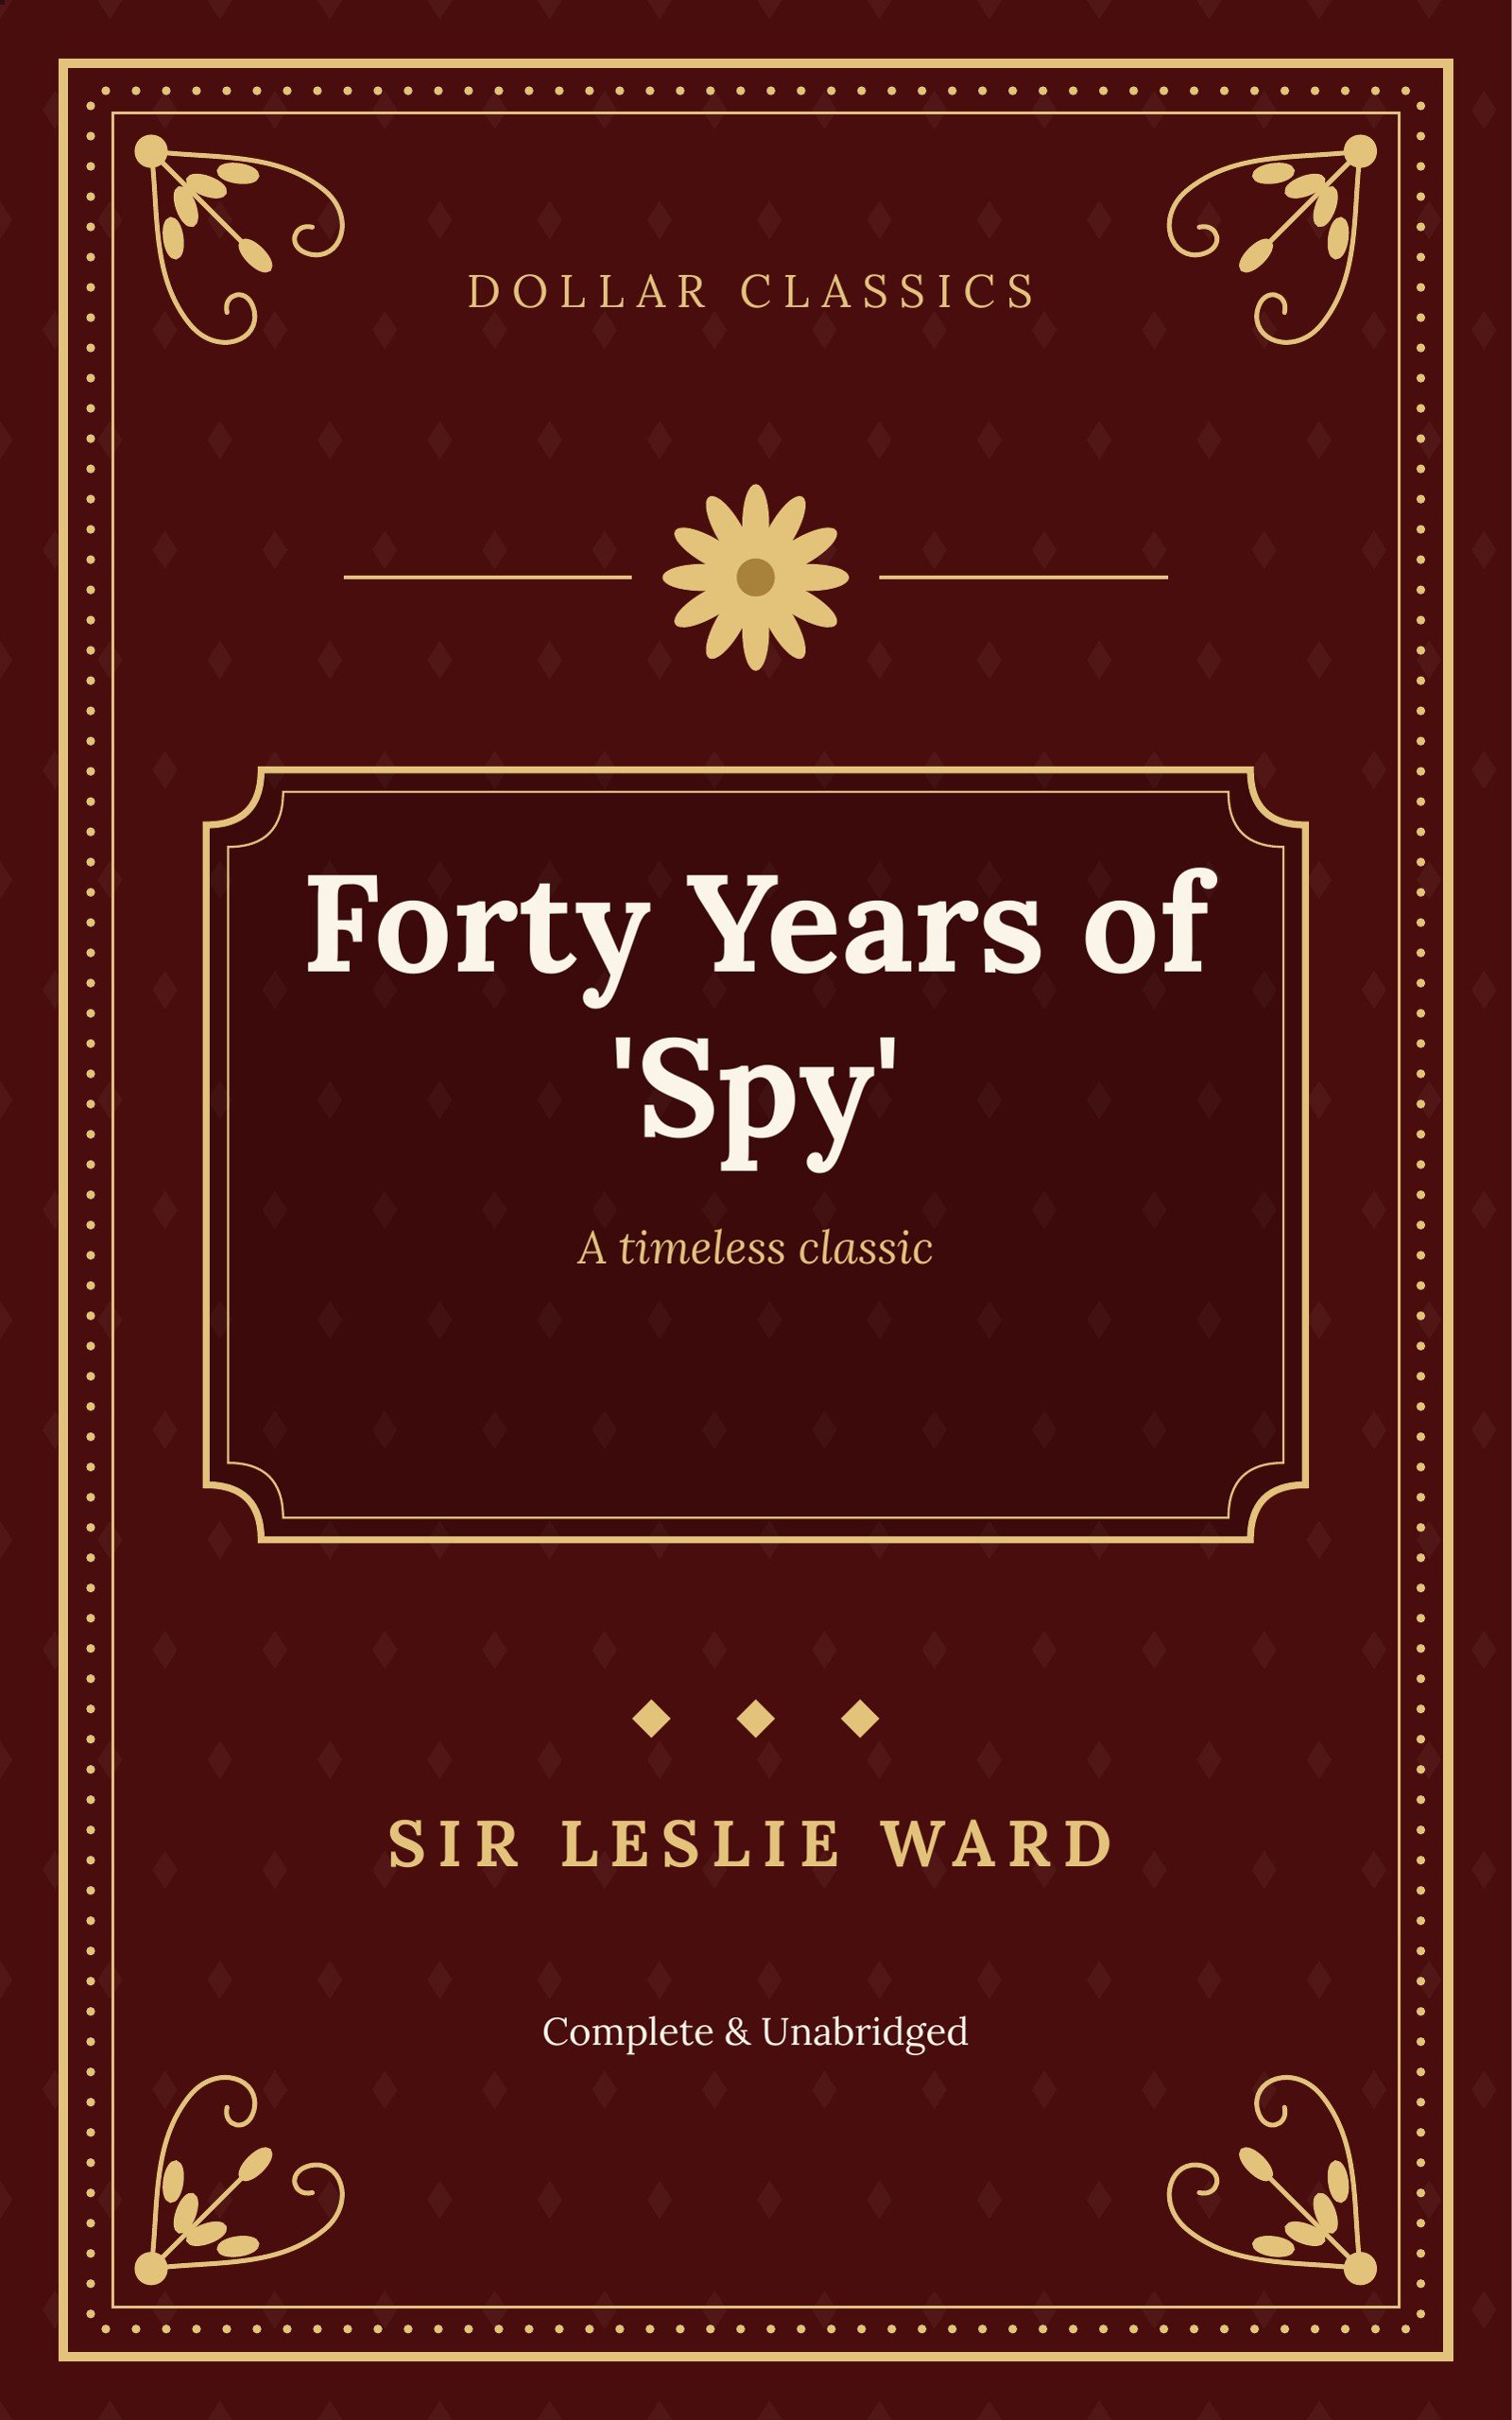 DOLLAR CLASSICS
Forty Years of
'Spy'
A timeless classic
SIR LESLIE WARD
Complete & Unabridged